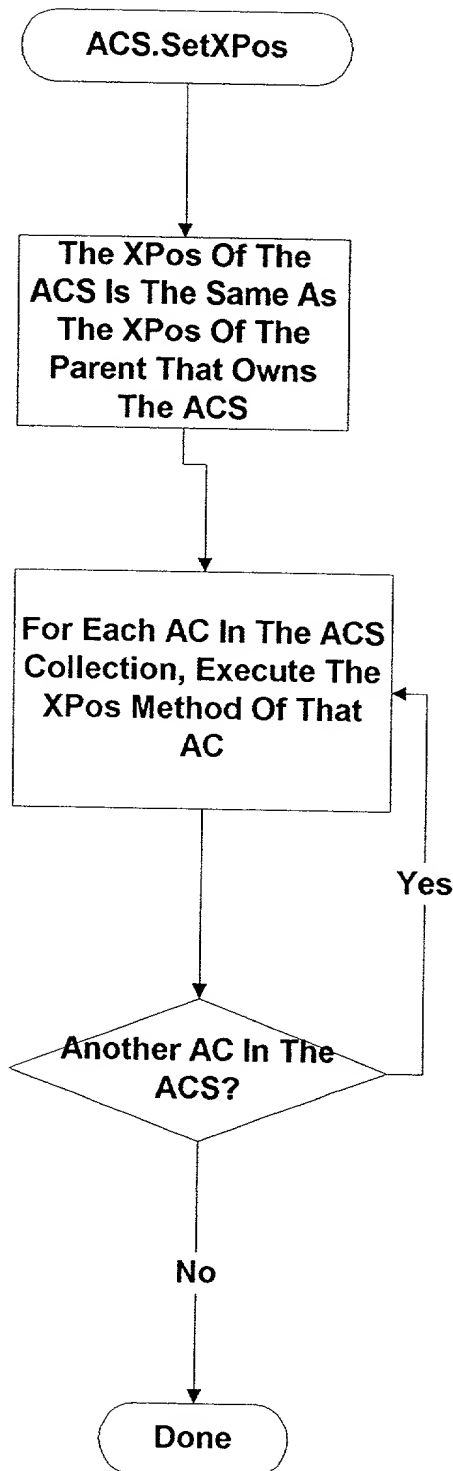 ACS.SetXPos
The XPos Of The
ACS Is The Same As
The XPos Of The
Parent That Owns
The ACS
For Each AC In The ACS
Collection, Execute The
XPos Method Of That
AC
Yes
Another AC In The
ACS?
No
Done